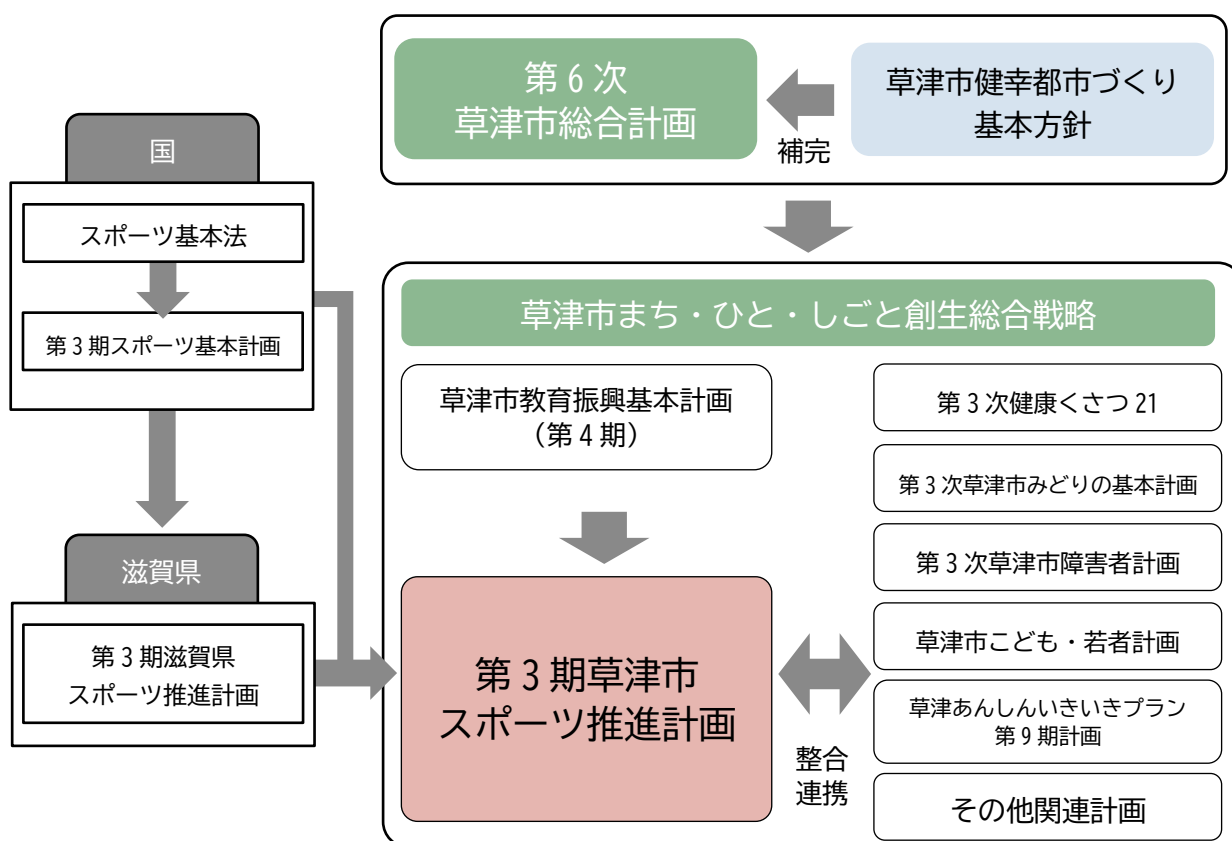 第6次
草津市総合計画
補完
草津市健幸都市づくり
基本方針
国
スポーツ基本法
第3期スポーツ基本計画
滋賀県
第3期滋賀県
スポーツ推進計画
草津市まち・ひと・しごと創生総合戦略
草津市教育振興基本計画
（第4期）
第3期草津市
スポーツ推進計画
整合
連携
第3次健康くさつ21
第3次草津市みどりの基本計画
第3次草津市障害者計画
草津市こども・若者計画
草津あんしんいきいきプラン
第9期計画
その他関連計画